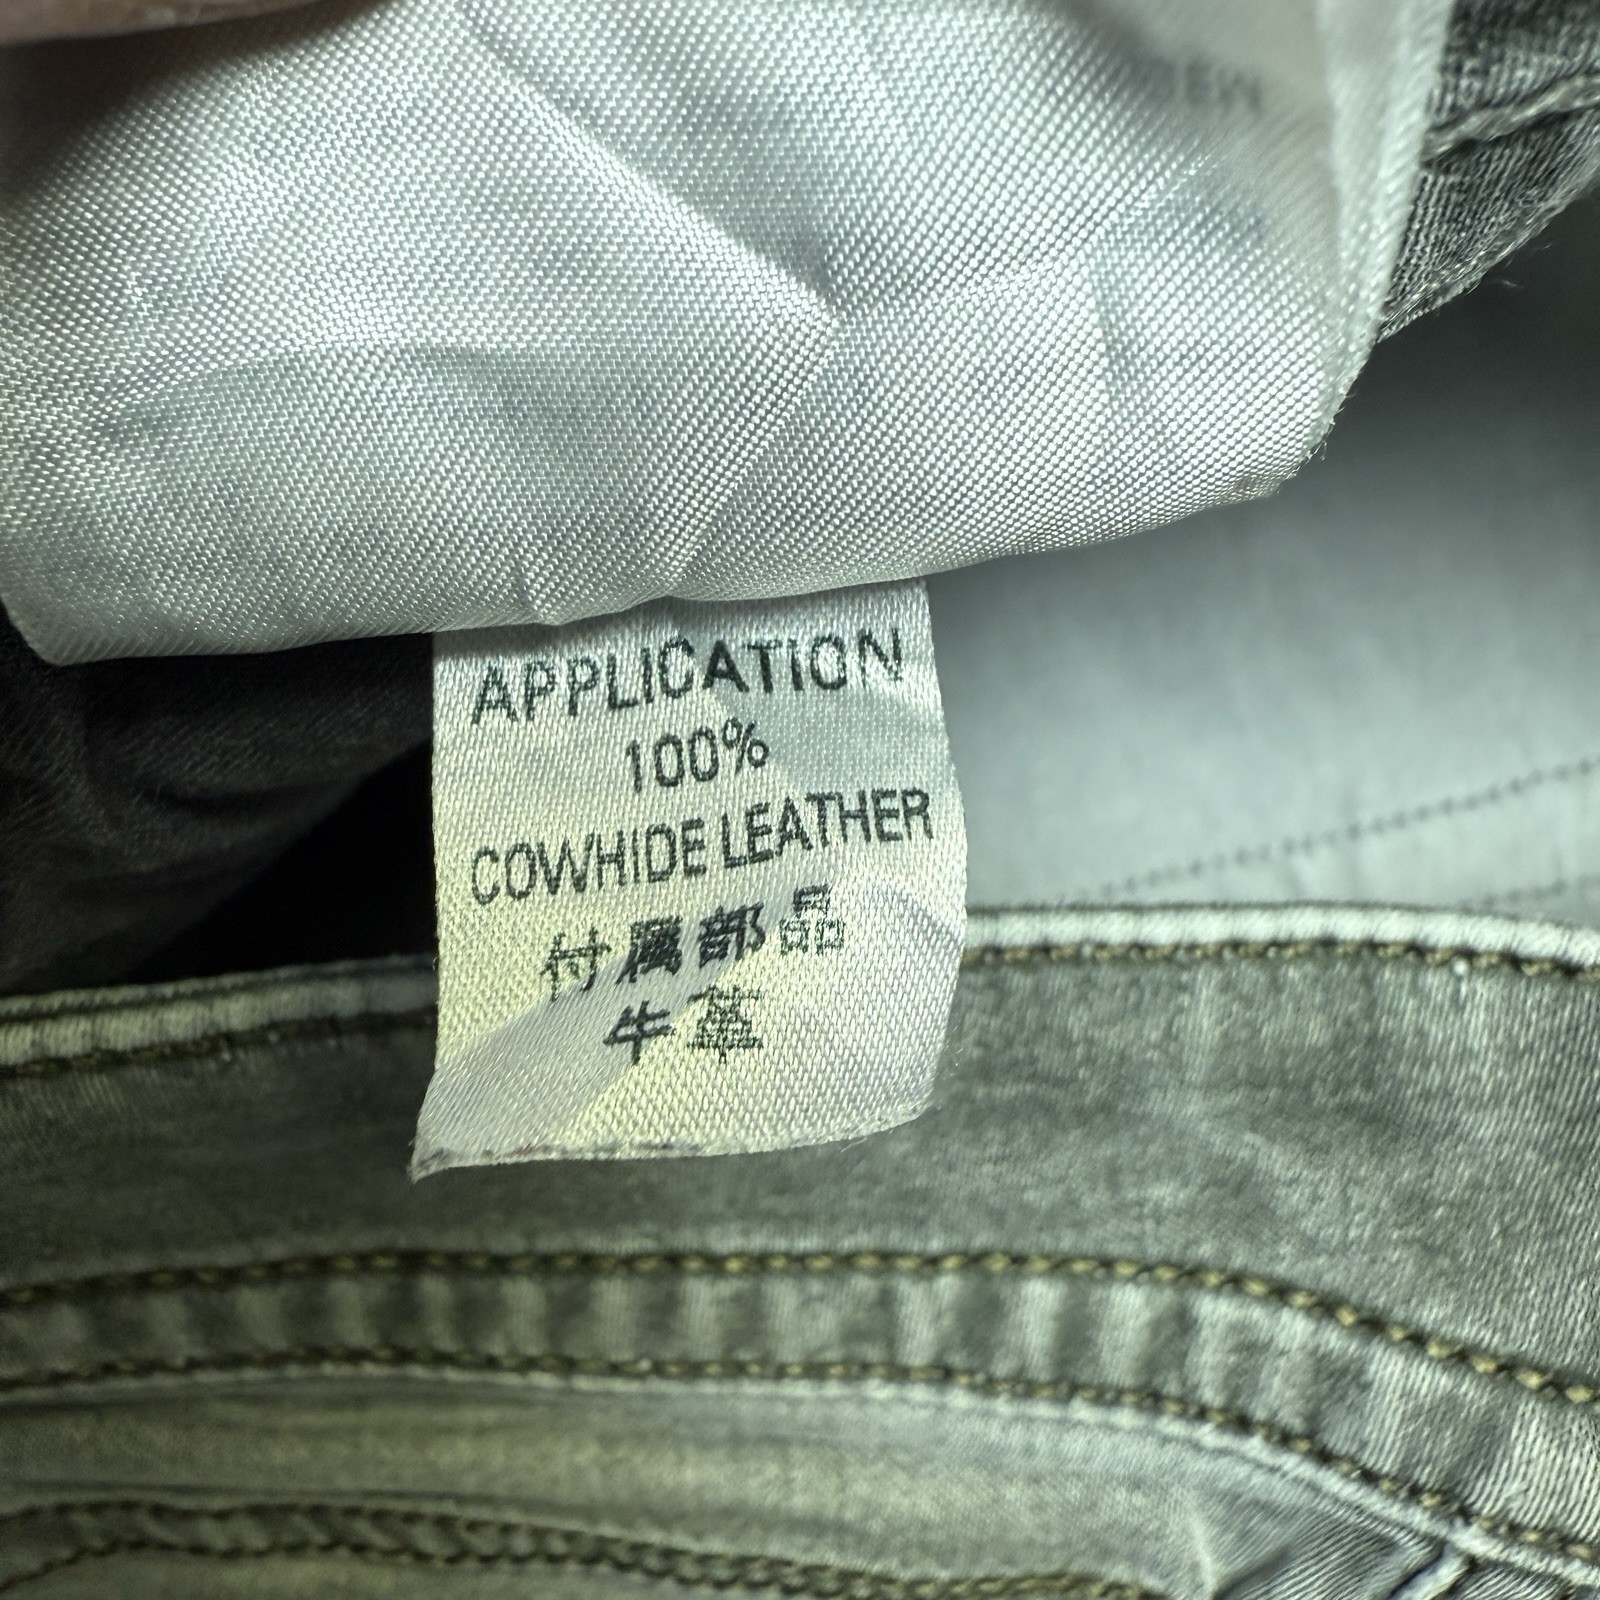 APPLICATION
100%
COWHIDE LEATHER
付属部品
牛革